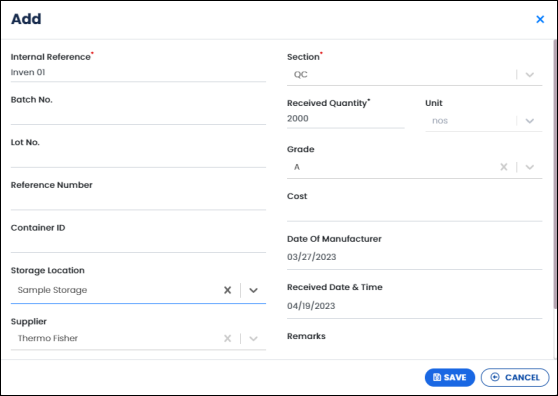 Add
Internal Reference*
Inven 01
Batch No.
Lot No.
Reference Number
Container ID
Storage Location
Sample Storage
Supplier
Thermo Fisher
Section*
QC
Received Quantity*
2000
Unit
nos
Grade
A
Cost
Date Of Manufacturer
03/27/2023
Received Date & Time
04/19/2023
Remarks
SAVE
CANCEL